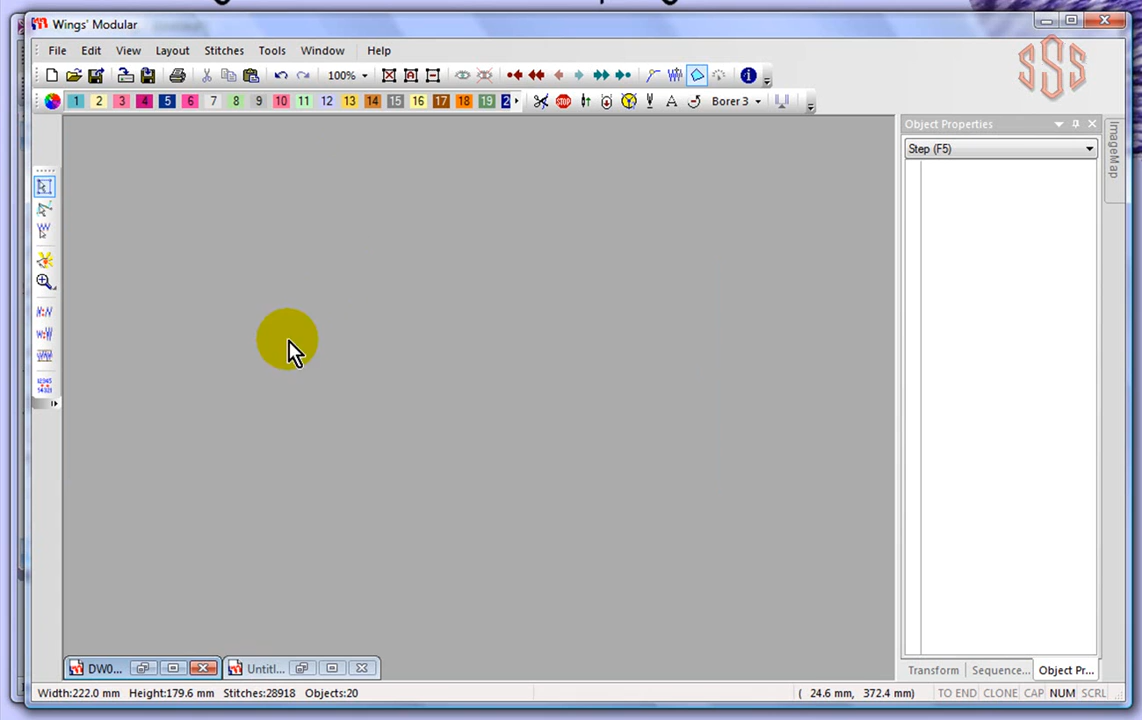 Wings' Modular
File Edit View Layout Stitches Tools Window Help
100%
1 2 3 4 5 6 7 8 9 10 11 12 13 14 15 16 17 18 19 2 Borer 3
Object Properties
Step (F5)
ImageMap
SSS
DW0... Untitl...
Transform Sequence... Object Pr...
Width:222.0 mm Height:179.6 mm Stitches:28918 Objects:20 ( 24.6 mm, 372.4 mm) TO END CLONE CAP NUM SCRL